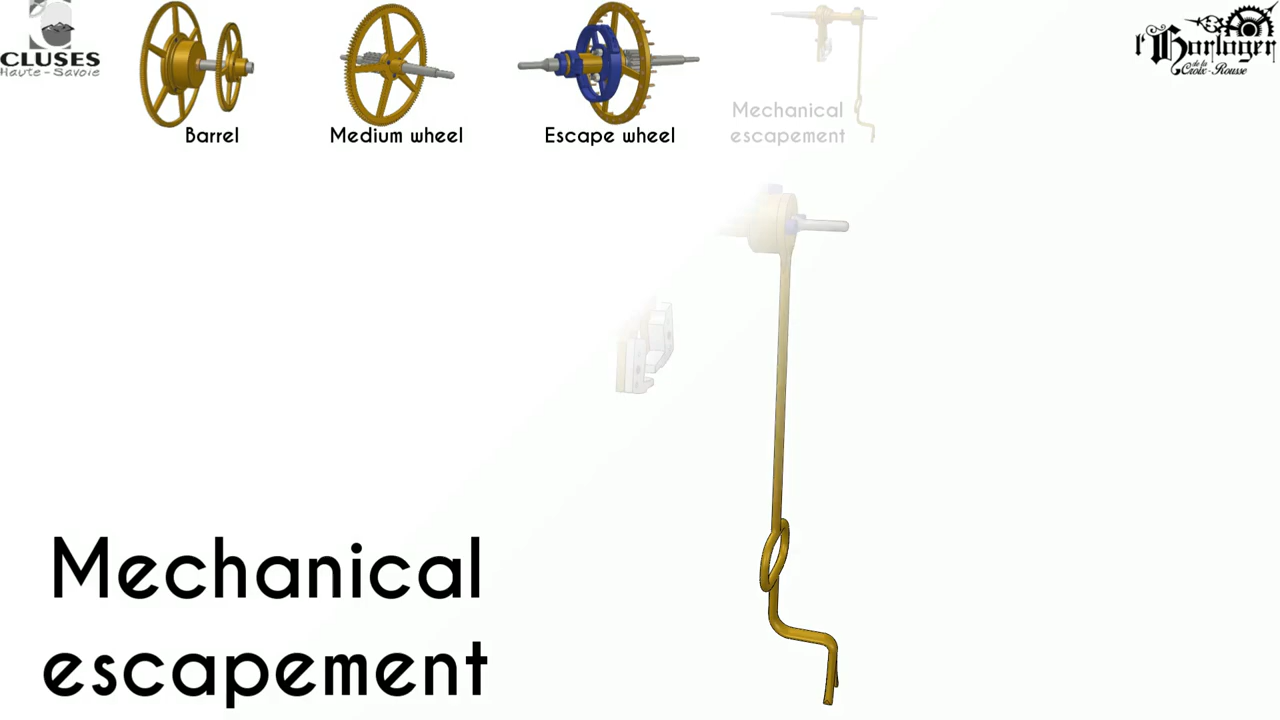 CLUSES
Haute-Savoie
Barrel
Medium wheel
Escape wheel
Mechanical
escapement
l'Horloger
de la
Croix-Rousse
Mechanical
escapement